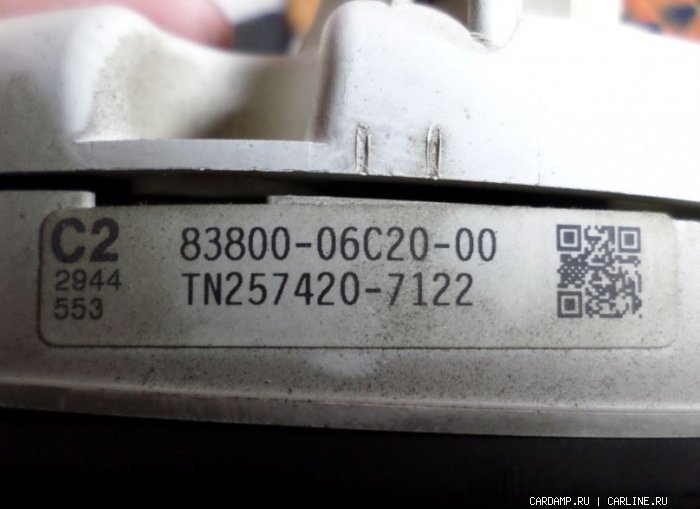 C2
2944
553
83800-06C20-00
TN257420-7122
CARDAMP.RU | CARLINE.RU